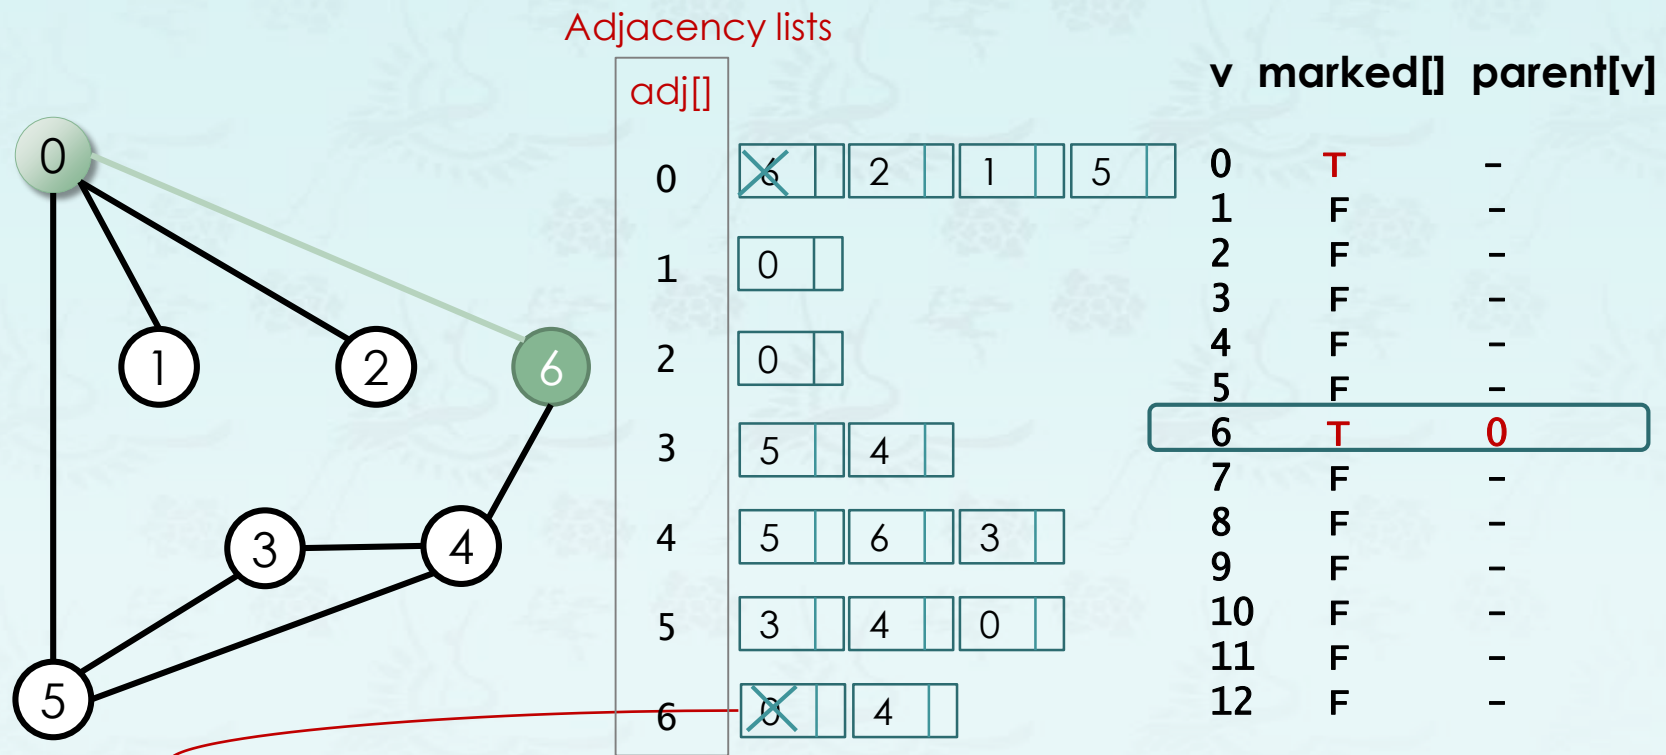 Adjacency lists
adj[]
0 6 2 1 5
1 0
2 0
3 5 4
4 5 6 3
5 3 4 0
6 0 4
0
1
2
6
3
4
5
v marked[] parent[v]
0 T -
1 F -
2 F -
3 F -
4 F -
5 F -
6 T 0
7 F -
8 F -
9 F -
10 F -
11 F -
12 F -